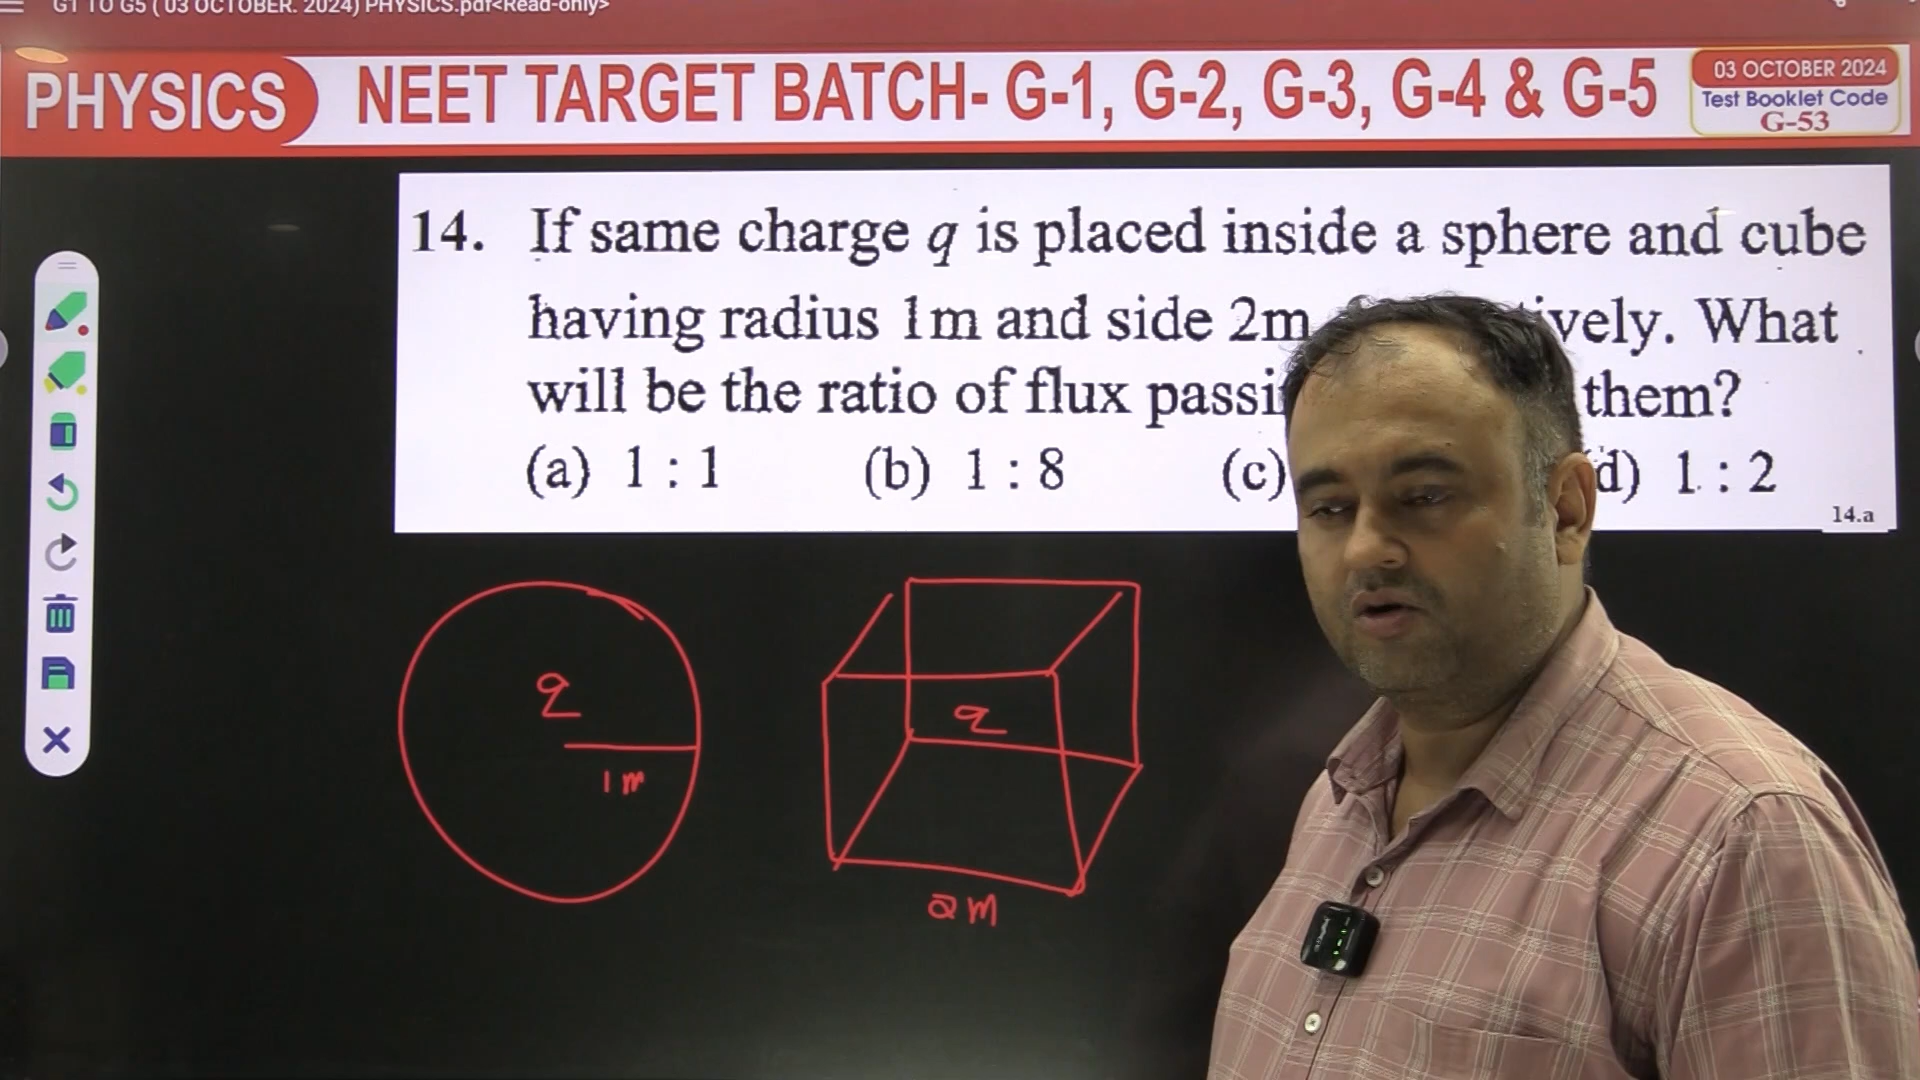 G1 TO G5 ( 03 OCTOBER. 2024) PHYSICS.pdf<Read-only>
PHYSICS
NEET TARGET BATCH- G-1, G-2, G-3, G-4 & G-5
03 OCTOBER 2024
Test Booklet Code
G-53
14. If same charge q is placed inside a sphere and cube
having radius 1m and side 2m ively. What
will be the ratio of flux passi them?
(a) 1 : 1 (b) 1 : 8 (c) d) 1 : 2
14.a
q
1m
q
2m